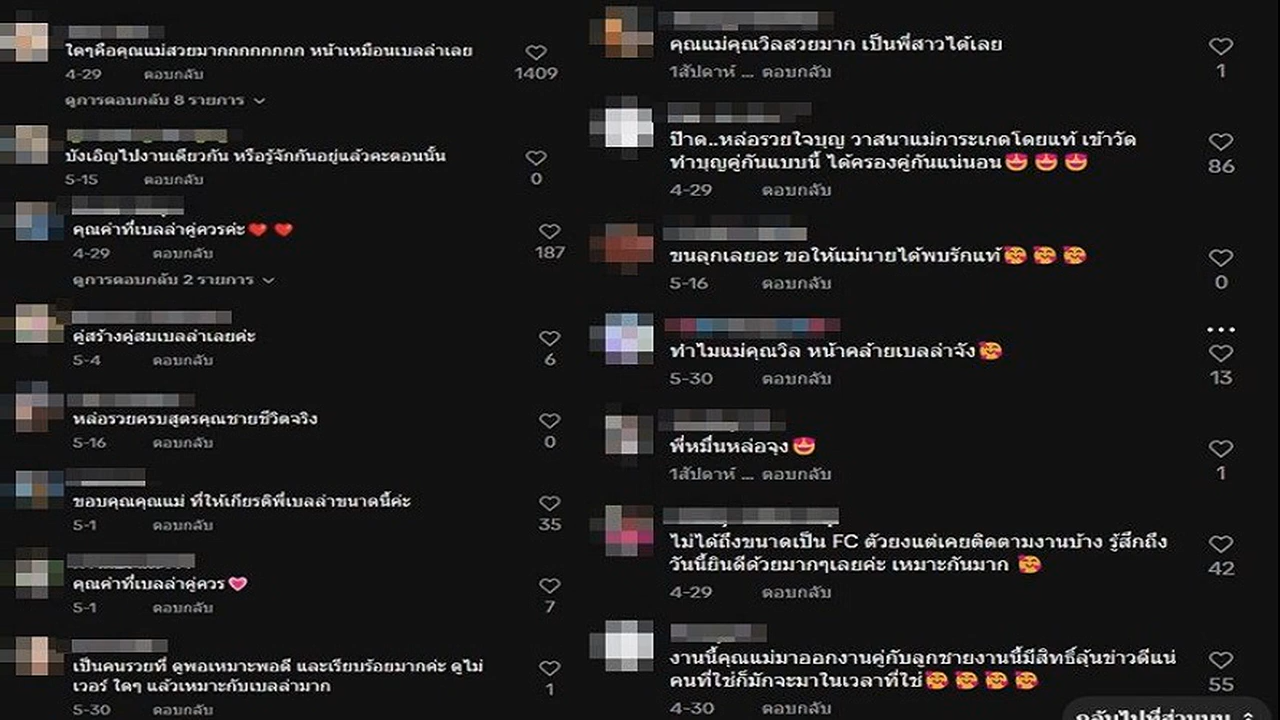 ใดๆคือคุณแม่สวยมากกกกกกกกก หน้าเหมือนเบลล่าเลย
1409
4-29 ตอบกลับ
ดูการตอบกลับ 8 รายการ
บังเอิญไปงานเดียวกัน หรือรู้จักกันอยู่แล้วคะตอนนั้น
0
5-15 ตอบกลับ
คุณค่าที่เบลล่าคู่ควรค่ะ❤️ ❤️
187
4-29 ตอบกลับ
ดูการตอบกลับ 2 รายการ
คู่สร้างคู่สมเบลล่าเลยค่ะ
6
5-4 ตอบกลับ
หล่อรวยครบสูตรคุณชายชีวิตจริง
0
5-16 ตอบกลับ
ขอบคุณคุณแม่ ที่ให้เกียรติพี่เบลล่าขนาดนี้ค่ะ
35
5-1 ตอบกลับ
คุณค่าที่เบลล่าคู่ควร💗
7
5-1 ตอบกลับ
เป็นคนรวยที่ ดูพอเหมาะพอดี และเรียบร้อยมากค่ะ ดูไม่
เวอร์ ใดๆ แล้วเหมาะกับเบลล่ามาก
1
5-30 ตอบกลับ
คุณแม่คุณวิลสวยมาก เป็นพี่สาวได้เลย
1
1สัปดาห์ ... ตอบกลับ
ป๊าด..หล่อรวยใจบุญ วาสนาแม่การะเกดโดยแท้ เข้าวัด
ทำบุญคู่กันแบบนี้ ได้ครองคู่กันแน่นอน😍 😍 😍
86
4-29 ตอบกลับ
ขนลุกเลยอะ ขอให้แม่นายได้พบรักแท้🥰 🥰 🥰
0
5-16 ตอบกลับ
ทำไมแม่คุณวิล หน้าคล้ายเบลล่าจัง🥰
13
5-30 ตอบกลับ
พี่หมื่นหล่อจุง😍
1
1สัปดาห์ ... ตอบกลับ
ไม่ได้ถึงขนาดเป็น FC ตัวยงแต่เคยติดตามงานบ้าง รู้สึกถึง
วันนี้ยินดีด้วยมากๆเลยค่ะ เหมาะกันมาก 🥰
42
4-29 ตอบกลับ
งานนี้คุณแม่มาออกงานคู่กับลูกชายงานนี้มีสิทธิ์ลุ้นข่าวดีแน่
คนที่ใช่ก็มักจะมาในเวลาที่ใช่🥰 🥰 🥰 🥰
55
4-30 ตอบกลับ
กลับไปที่ส่วนบน